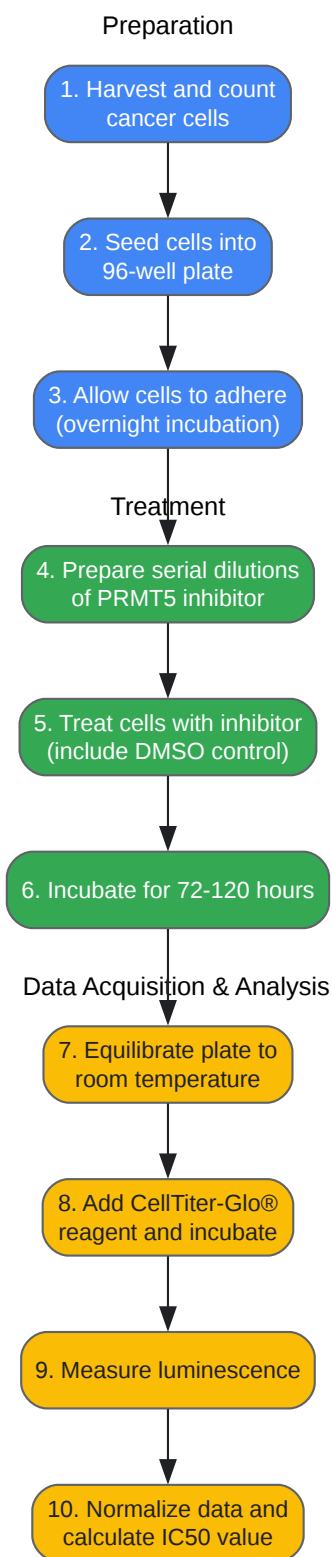 Preparation
1. Harvest and count
cancer cells
2. Seed cells into
96-well plate
3. Allow cells to adhere
(overnight incubation)
Treatment
4. Prepare serial dilutions
of PRMT5 inhibitor
5. Treat cells with inhibitor
(include DMSO control)
6. Incubate for 72-120 hours
Data Acquisition & Analysis
7. Equilibrate plate to
room temperature
8. Add CellTiter-Glo®
reagent and incubate
9. Measure luminescence
10. Normalize data and
calculate IC50 value